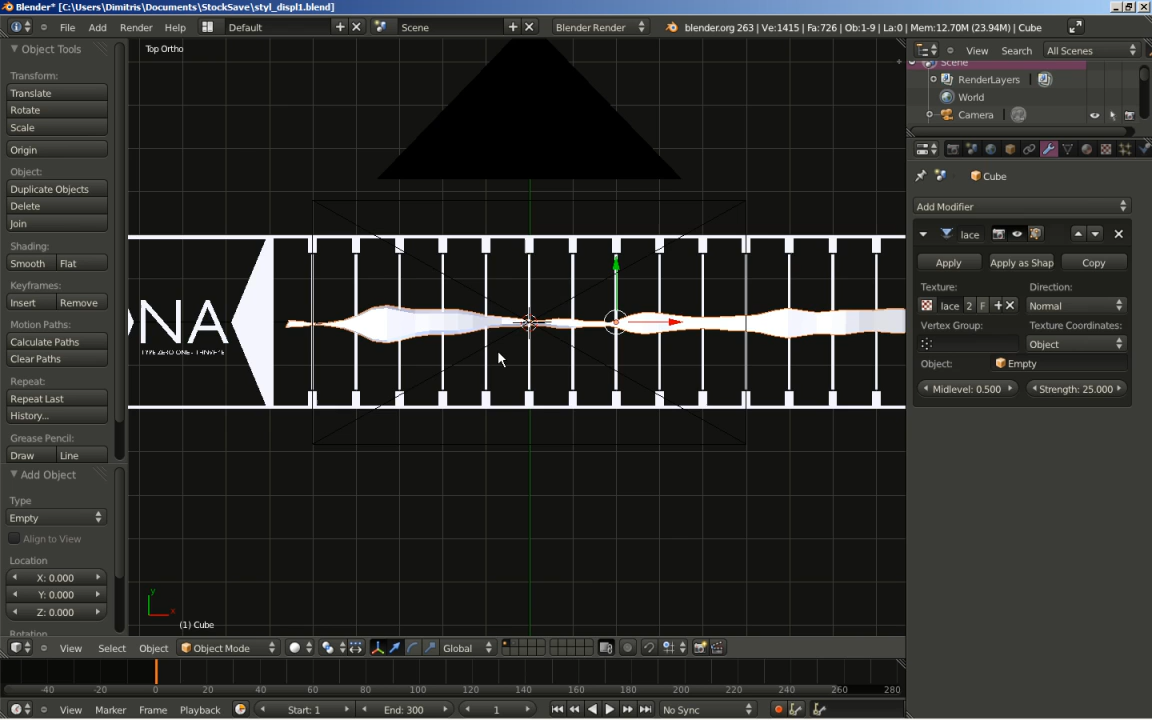 Blender* [C:\Users\Dimitris\Documents\StockSave\styl_displ1.blend]
File Add Render Help Default Scene Blender Render blender.org 263 | Ve:1415 | Fa:726 | Ob:1-9 | La:0 | Mem:12.70M (23.94M) | Cube
Object Tools
Transform:
Translate
Rotate
Scale
Origin
Object:
Duplicate Objects
Delete
Join
Shading:
Smooth Flat
Keyframes:
Insert Remove
Motion Paths:
Calculate Paths
Clear Paths
Repeat:
Repeat Last
History...
Grease Pencil:
Draw Line
Add Object
Type
Empty
Align to View
Location
X: 0.000
Y: 0.000
Z: 0.000
Rotation
Top Ortho
NA
y
x
(1) Cube
View Select Object Object Mode Global
-40 -20 0 20 40 60 80 100 120 140 160 180 200 220 240 260 280
View Marker Frame Playback Start: 1 End: 300 1 No Sync
View Search All Scenes
Scene
RenderLayers
World
Camera
Cube
Add Modifier
lace
Apply Apply as Shap Copy
Texture: Direction:
lace 2 F Normal
Vertex Group: Texture Coordinates:
Object
Object: Empty
Midlevel: 0.500 Strength: 25.000